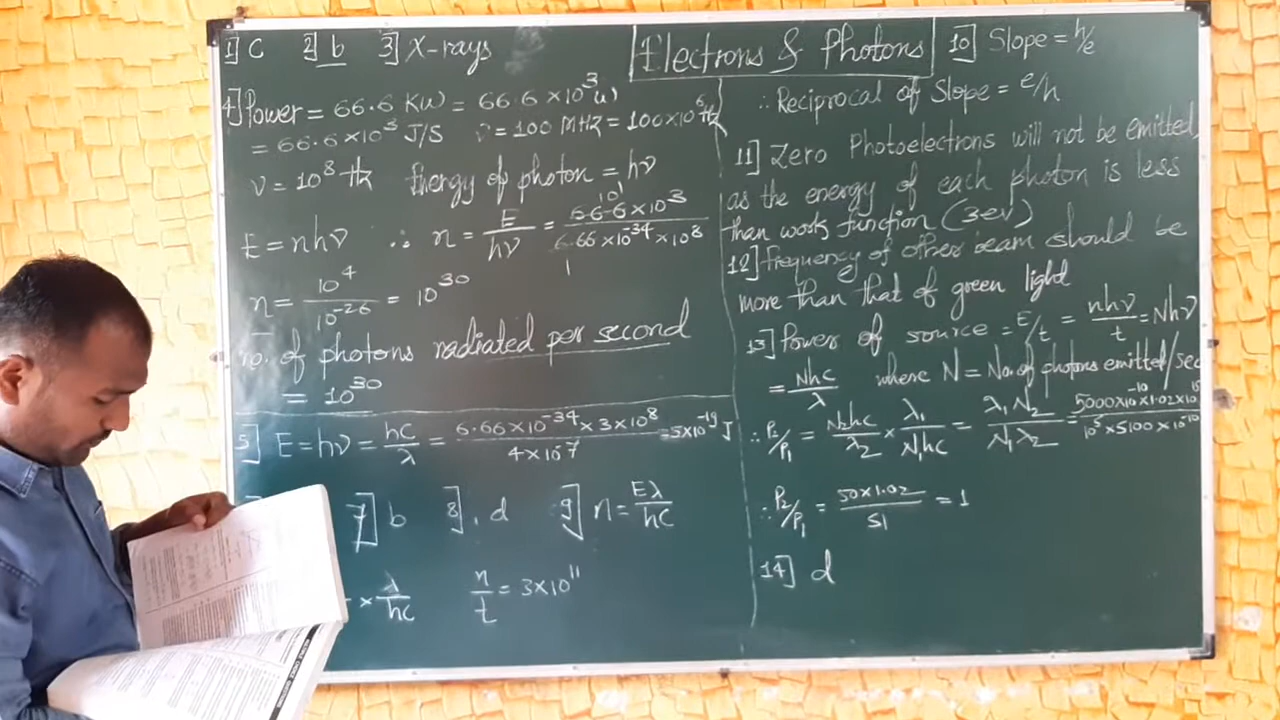 1] C 2] b 3] X-rays
Electrons & Photons
4] Power = 66.6 KW = 66.6 × 10³ W
= 66.6 × 10³ J/S ν = 100 MHz = 100×10⁶ Hz
ν = 10⁸ Hz Energy of photon = hν
E = nhν ∴ n = E/hν = 66.6 × 10³ / 6.66 × 10⁻³⁴ × 10⁸
10¹
1
n = 10⁴ / 10⁻²⁶ = 10³⁰
no. of photons radiated per second
= 10³⁰
5] E = hν = hc/λ = 6.66 × 10⁻³⁴ × 3 × 10⁸ / 4 × 10⁻⁷ = 5×10⁻¹⁹ J
7] b 8]. d 9] n = Eλ/hc
× λ/hc n/t = 3×10¹¹
10] Slope = h/e
∴ Reciprocal of Slope = e/h
11] Zero Photoelectrons will not be emitted
as the energy of each photon is less
than work function (3ev)
12] frequency of other beam should be
more than that of green light
13] Power of source = E/t = nhν/t = Nhν
= Nhc/λ where N = No. of photons emitted/sec
∴ P₂/P₁ = N₂hc/λ₂ × λ₁/N₁hc = λ₁N₂/N₁λ₂ = 5000×10⁻¹⁰×1.02×10¹⁵ / 10¹⁵ × 5100 × 10⁻¹⁰
∴ P₂/P₁ = 50×1.02 / 51 = 1
14] d